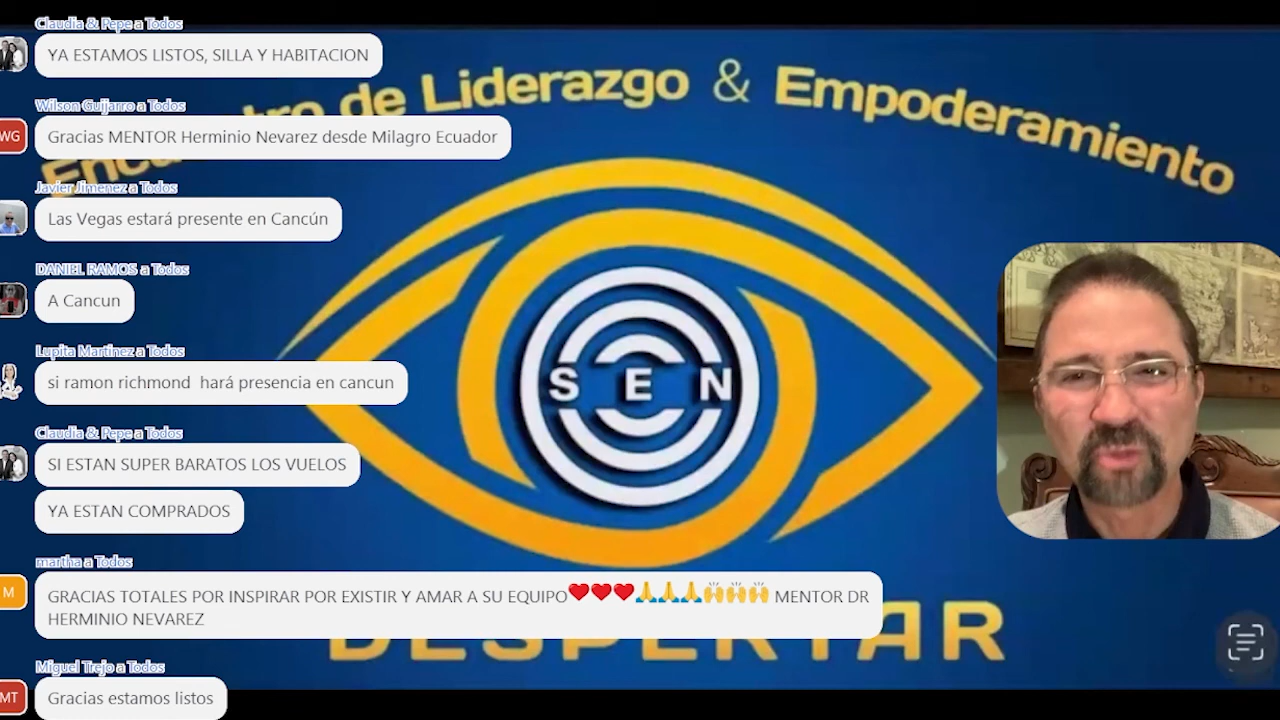 Claudia & Pepe a Todos
YA ESTAMOS LISTOS, SILLA Y HABITACION
de Liderazgo & Empoderamiento
Wilson Guijarro a Todos
WG
Gracias MENTOR Herminio Nevarez desde Milagro Ecuador
Javier Jimenez a Todos
Las Vegas estará presente en Cancún
DANIEL RAMOS a Todos
A Cancun
Lupita Martinez a Todos
si ramon richmond hará presencia en cancun
SEN
Claudia & Pepe a Todos
SI ESTAN SUPER BARATOS LOS VUELOS
YA ESTAN COMPRADOS
martha a Todos
M
GRACIAS TOTALES POR INSPIRAR POR EXISTIR Y AMAR A SU EQUIPO❤️❤️❤️🙏🙏🙏🙌🙌🙌 MENTOR DR
HERMINIO NEVAREZ
DESPERTAR
Miguel Trejo a Todos
MT
Gracias estamos listos